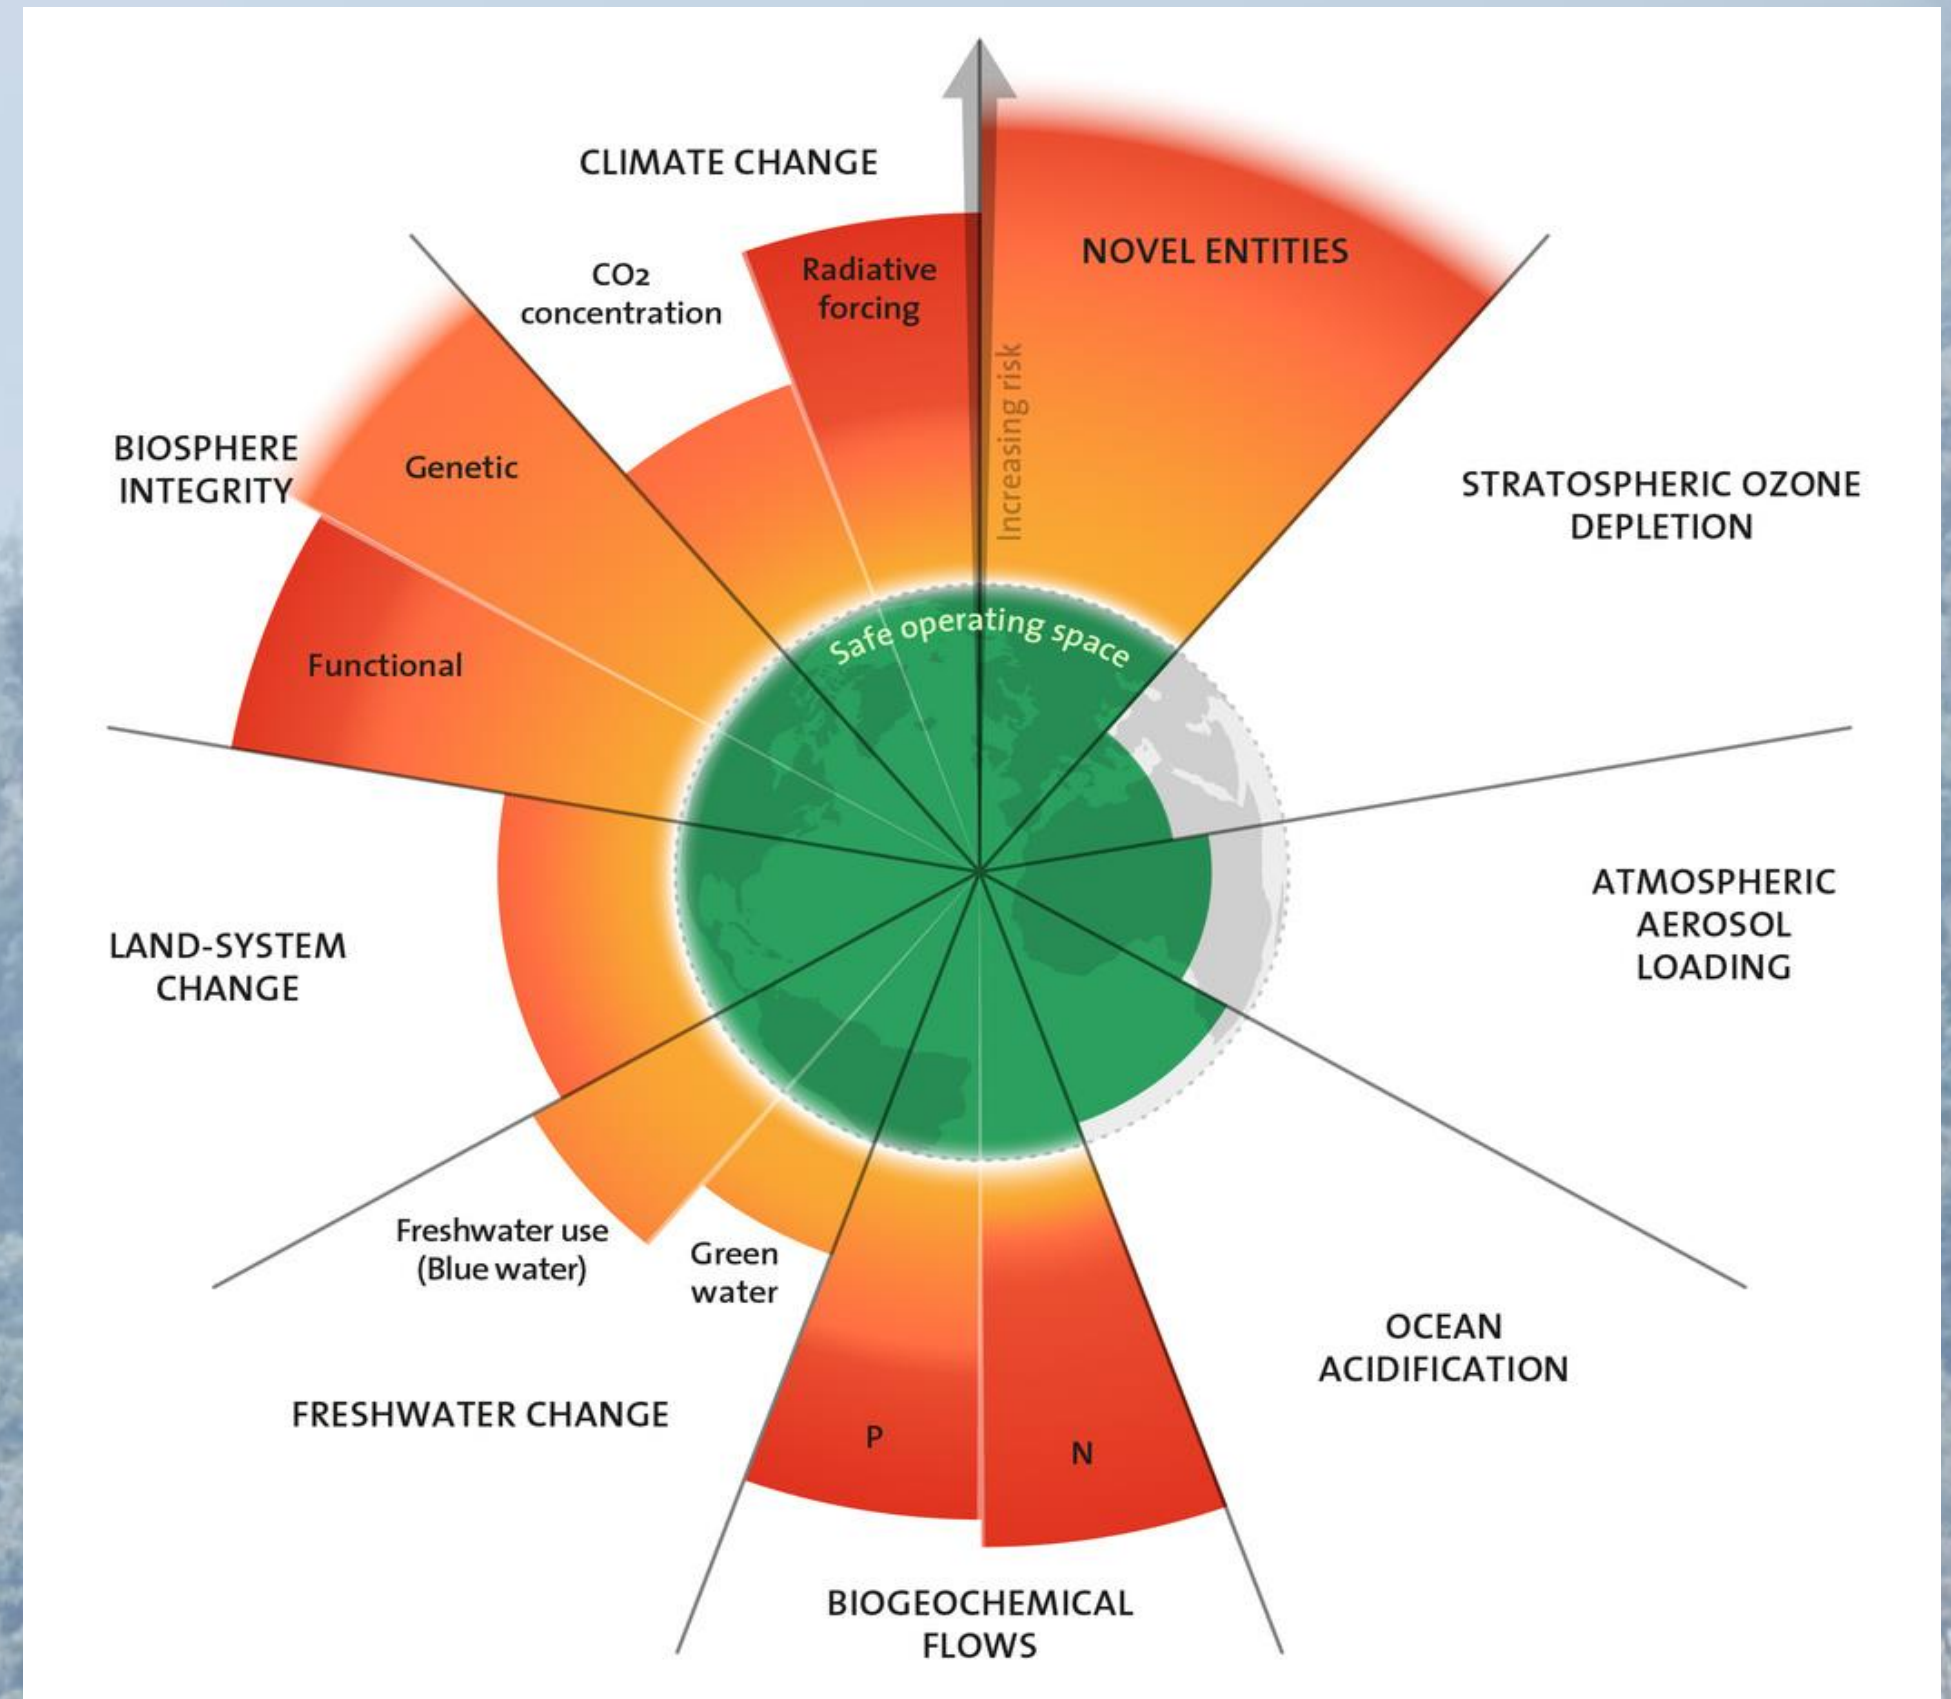 CLIMATE CHANGE
CO2
concentration
Radiative
forcing
NOVEL ENTITIES
Increasing risk
STRATOSPHERIC OZONE
DEPLETION
BIOSPHERE
INTEGRITY
Genetic
Functional
Safe operating space
ATMOSPHERIC
AEROSOL
LOADING
LAND-SYSTEM
CHANGE
Freshwater use
(Blue water)
Green
water
FRESHWATER CHANGE
P
N
OCEAN
ACIDIFICATION
BIOGEOCHEMICAL
FLOWS